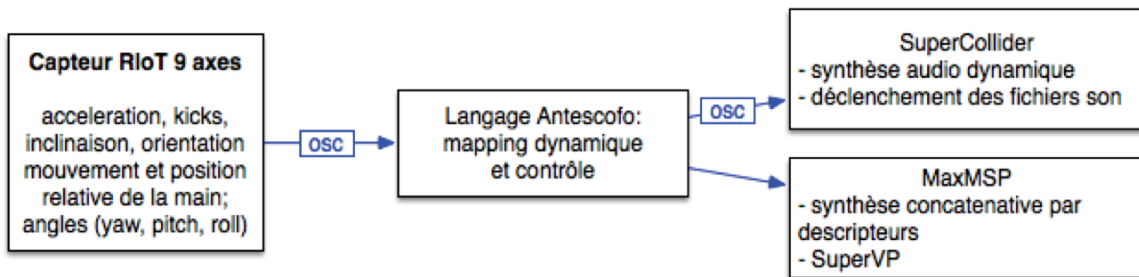 Capteur RIoT 9 axes
acceleration, kicks,
inclinaison, orientation
mouvement et position
relative de la main;
angles (yaw, pitch, roll)
OSC
Langage Antescofo:
mapping dynamique
et contrôle
OSC
SuperCollider
- synthèse audio dynamique
- déclenchement des fichiers son
MaxMSP
- synthèse concatenative par
descripteurs
- SuperVP